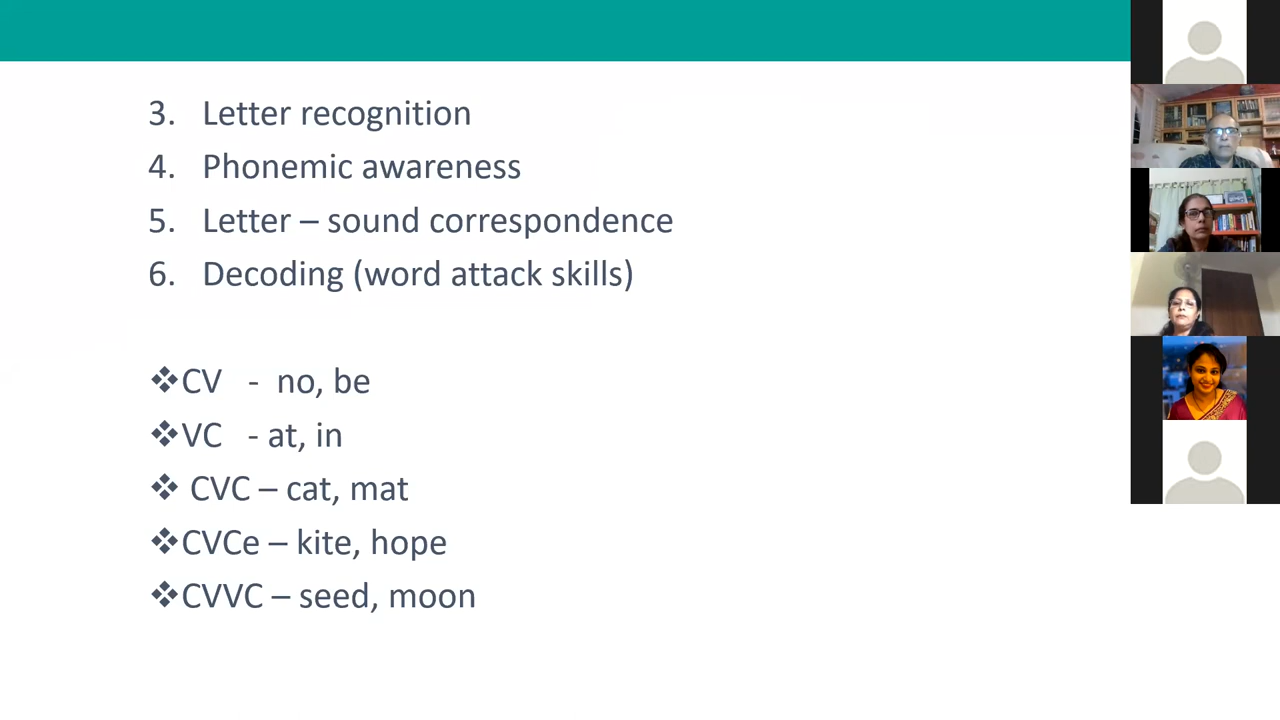 3. Letter recognition
4. Phonemic awareness
5. Letter – sound correspondence
6. Decoding (word attack skills)
❖CV - no, be
❖VC - at, in
❖ CVC – cat, mat
❖CVCe – kite, hope
❖CVVC – seed, moon